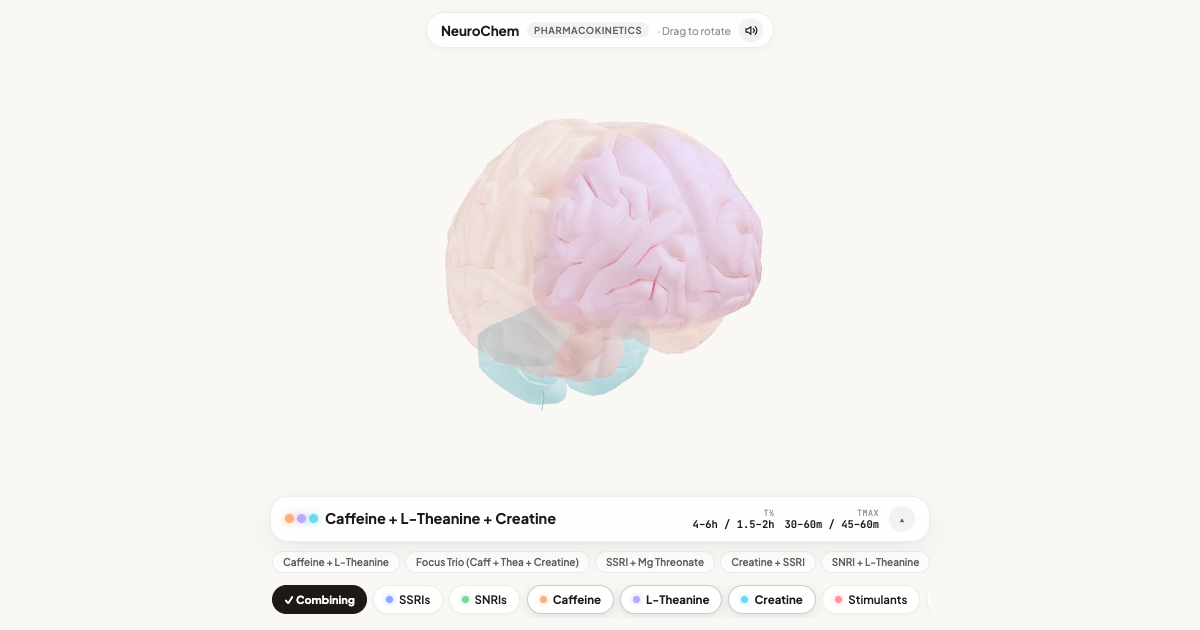 NeuroChem PHARMACOKINETICS · Drag to rotate
Caffeine + L-Theanine + Creatine
T½
4-6h / 1.5-2h
TMAX
30-60m / 45-60m
Caffeine + L-Theanine
Focus Trio (Caff + Thea + Creatine)
SSRI + Mg Threonate
Creatine + SSRI
SNRI + L-Theanine
✓ Combining
SSRIs
SNRIs
Caffeine
L-Theanine
Creatine
Stimulants